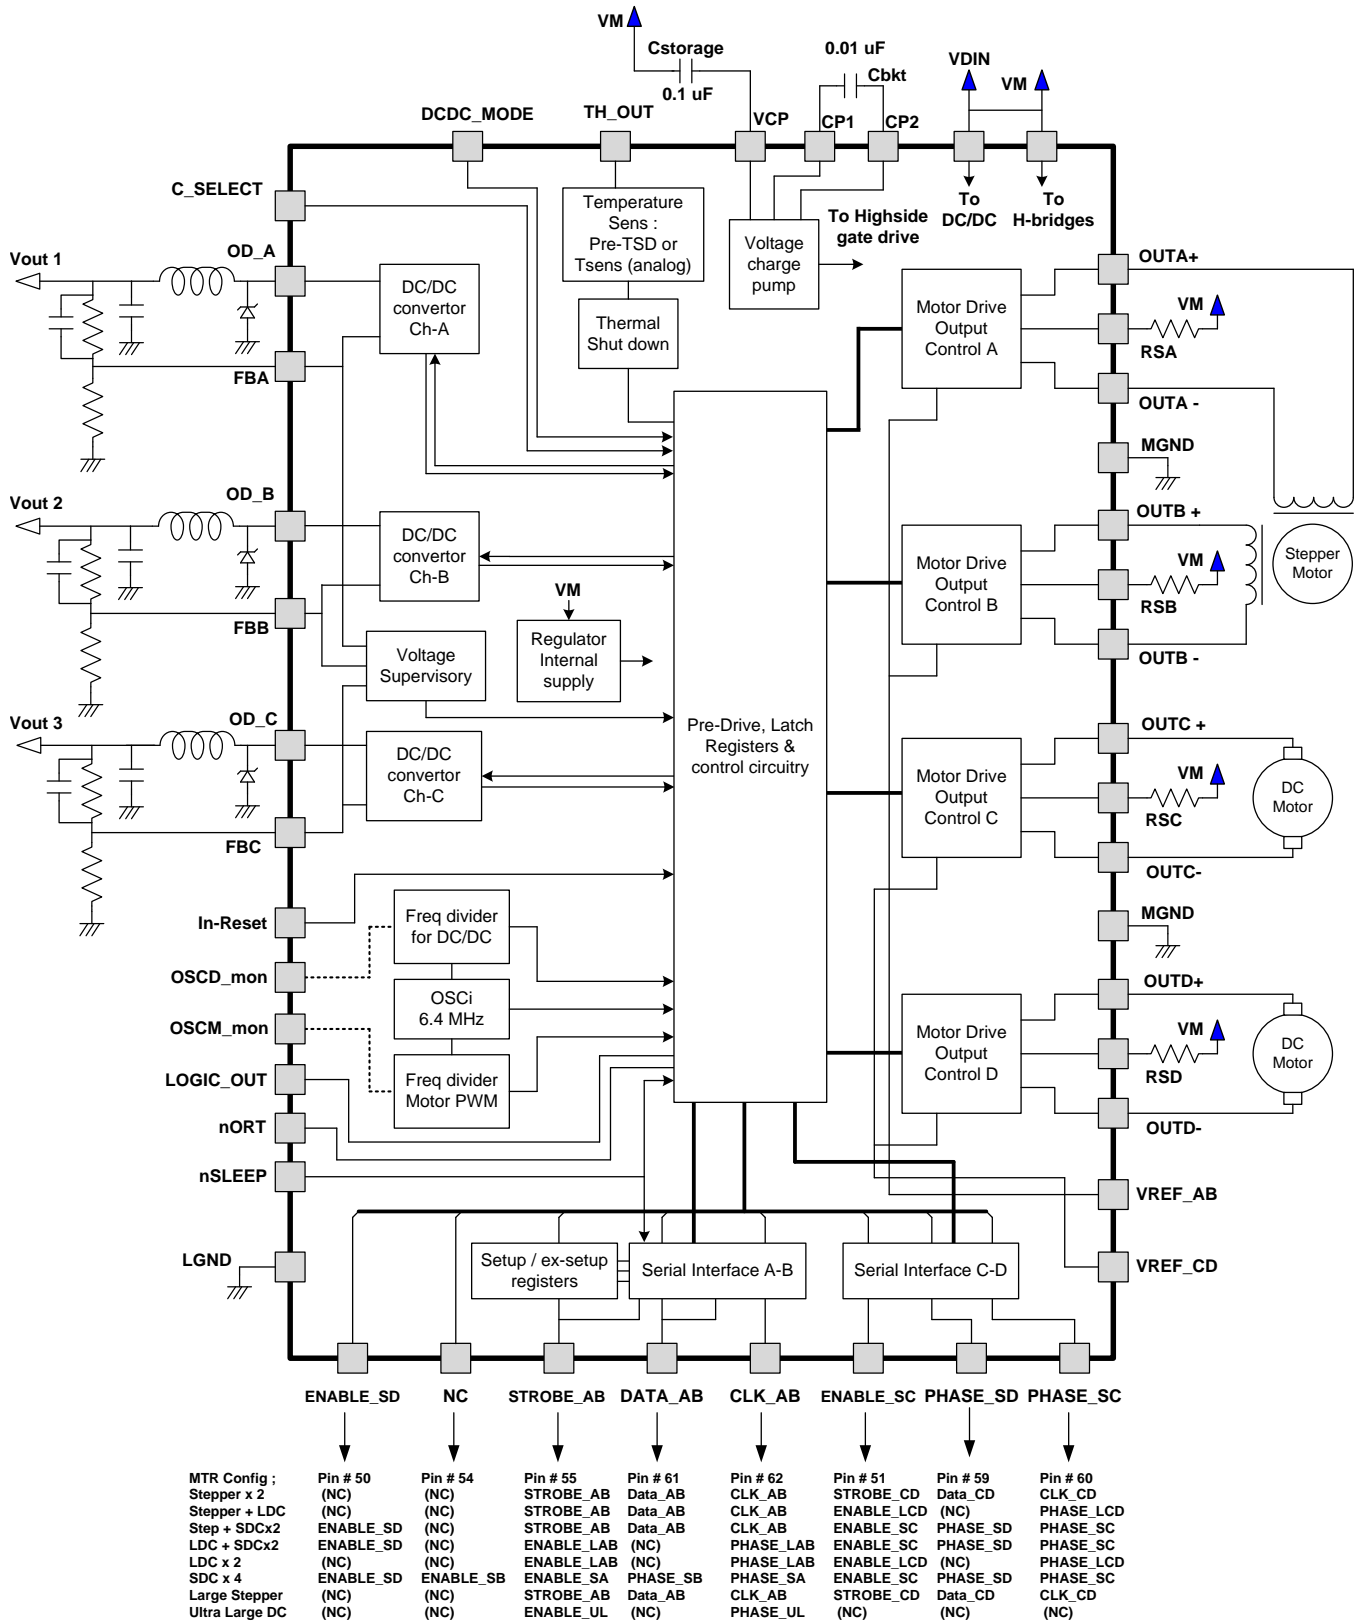 VM
Cstorage
0.1 uF
0.01 uF
Cbkt
VDIN
VM
DCDC_MODE
TH_OUT
VCP
CP1
CP2
C_SELECT
Temperature
Sens :
Pre-TSD or
Tsens (analog)
Voltage
charge
pump
To Highside
gate drive
To
DC/DC
To
H-bridges
Vout 1
OD_A
DC/DC
convertor
Ch-A
Thermal
Shut down
FBA
Motor Drive
Output
Control A
OUTA+
VM
RSA
OUTA -
MGND
Vout 2
OD_B
DC/DC
convertor
Ch-B
FBB
VM
Regulator
Internal
supply
Voltage
Supervisory
Motor Drive
Output
Control B
OUTB +
VM
RSB
OUTB -
Stepper
Motor
Vout 3
OD_C
DC/DC
convertor
Ch-C
FBC
Pre-Drive, Latch
Registers &
control circuitry
Motor Drive
Output
Control C
OUTC +
VM
RSC
OUTC-
DC
Motor
MGND
In-Reset
Freq divider
for DC/DC
OSCD_mon
OSCi
6.4 MHz
OSCM_mon
Freq divider
Motor PWM
LOGIC_OUT
nORT
nSLEEP
Motor Drive
Output
Control D
OUTD+
VM
RSD
OUTD-
DC
Motor
VREF_AB
LGND
Setup / ex-setup
registers
Serial Interface A-B
Serial Interface C-D
VREF_CD
ENABLE_SD NC STROBE_AB DATA_AB CLK_AB ENABLE_SC PHASE_SD PHASE_SC
MTR Config ; Pin # 50 Pin # 54 Pin # 55 Pin # 61 Pin # 62 Pin # 51 Pin # 59 Pin # 60
Stepper x 2 (NC) (NC) STROBE_AB Data_AB CLK_AB STROBE_CD Data_CD CLK_CD
Stepper + LDC (NC) (NC) STROBE_AB Data_AB CLK_AB ENABLE_LCD (NC) PHASE_LCD
Step + SDCx2 ENABLE_SD (NC) STROBE_AB Data_AB CLK_AB ENABLE_SC PHASE_SD PHASE_SC
LDC + SDCx2 ENABLE_SD (NC) ENABLE_LAB (NC) PHASE_LAB ENABLE_SC PHASE_SD PHASE_SC
LDC x 2 (NC) (NC) ENABLE_LAB (NC) PHASE_LAB ENABLE_LCD (NC) PHASE_LCD
SDC x 4 ENABLE_SD ENABLE_SB ENABLE_SA PHASE_SB PHASE_SA ENABLE_SC PHASE_SD PHASE_SC
Large Stepper (NC) (NC) STROBE_AB Data_AB CLK_AB STROBE_CD Data_CD CLK_CD
Ultra Large DC (NC) (NC) ENABLE_UL (NC) PHASE_UL (NC) (NC) (NC)